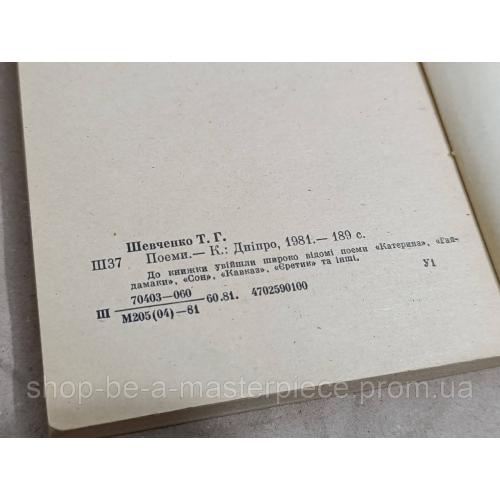 Шевченко Т. Г.
Ш37 Поеми.— К.: Дніпро, 1981.— 189 с.
До книжки увійшли широко відомі поеми «Катерина», «Гай-
дамаки», «Сон», «Кавказ», «Єретик» та інші.
У1
70403—060
Ш 60.81. 4702590100
М205(04)—81
shop-be-a-masterpiece.prom.ua